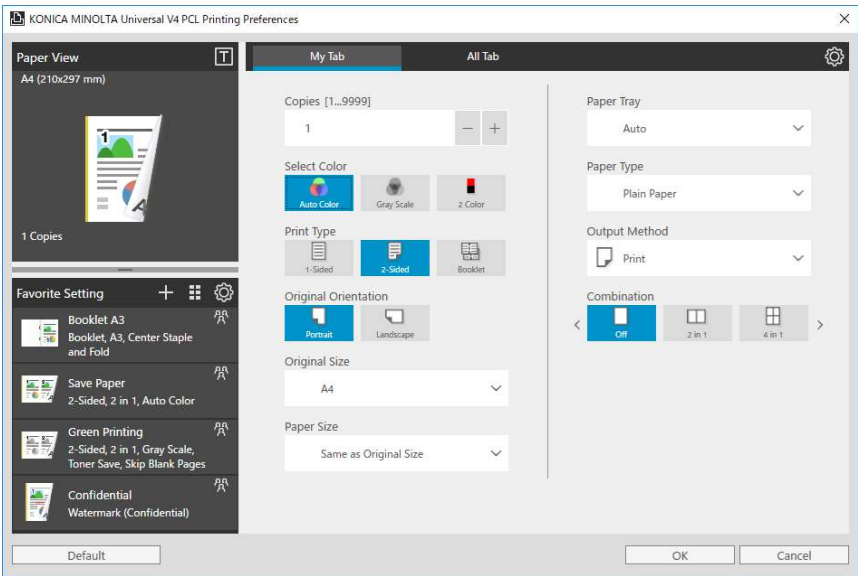 KONICA MINOLTA Universal V4 PCL Printing Preferences
Paper View
T
A4 (210x297 mm)
1
A
1 Copies
Favorite Setting
Booklet A3
Booklet, A3, Center Staple
and Fold
Save Paper
2-Sided, 2 in 1, Auto Color
Green Printing
2-Sided, 2 in 1, Gray Scale,
Toner Save, Skip Blank Pages
Confidential
Watermark (Confidential)
My Tab
All Tab
Copies [1...9999]
1
Select Color
Auto Color
Gray Scale
2 Color
Print Type
1-Sided
2-Sided
Booklet
Original Orientation
Portrait
Landscape
Original Size
A4
Paper Size
Same as Original Size
Paper Tray
Auto
Paper Type
Plain Paper
Output Method
Print
Combination
Off
2 in 1
4 in 1
Default
OK
Cancel